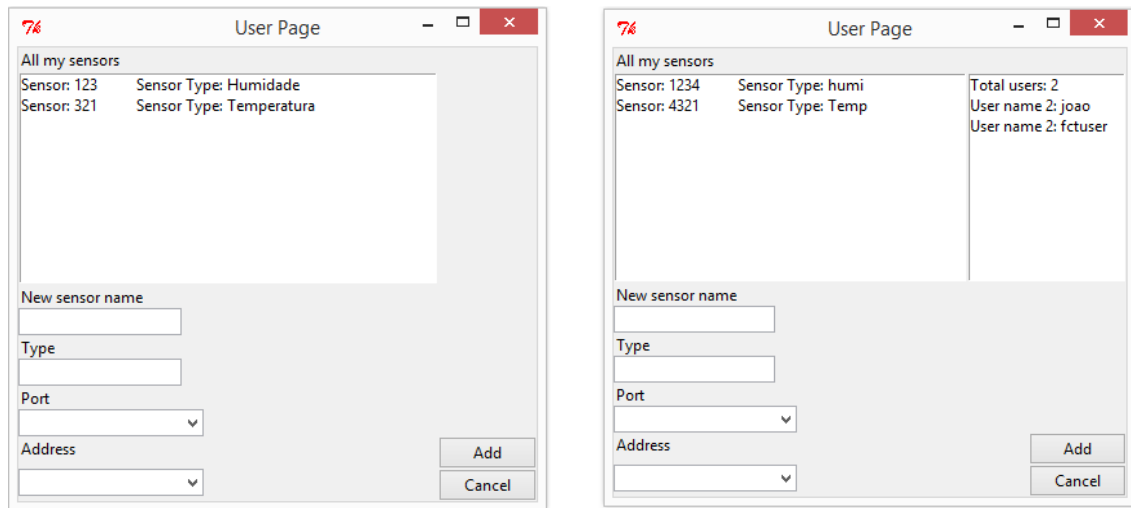 User Page
All my sensors
Sensor: 123 Sensor Type: Humidade
Sensor: 321 Sensor Type: Temperatura
New sensor name
Type
Port
Address
Add
Cancel
User Page
All my sensors
Sensor: 1234 Sensor Type: humi
Sensor: 4321 Sensor Type: Temp
Total users: 2
User name 2: joao
User name 2: fctuser
New sensor name
Type
Port
Address
Add
Cancel